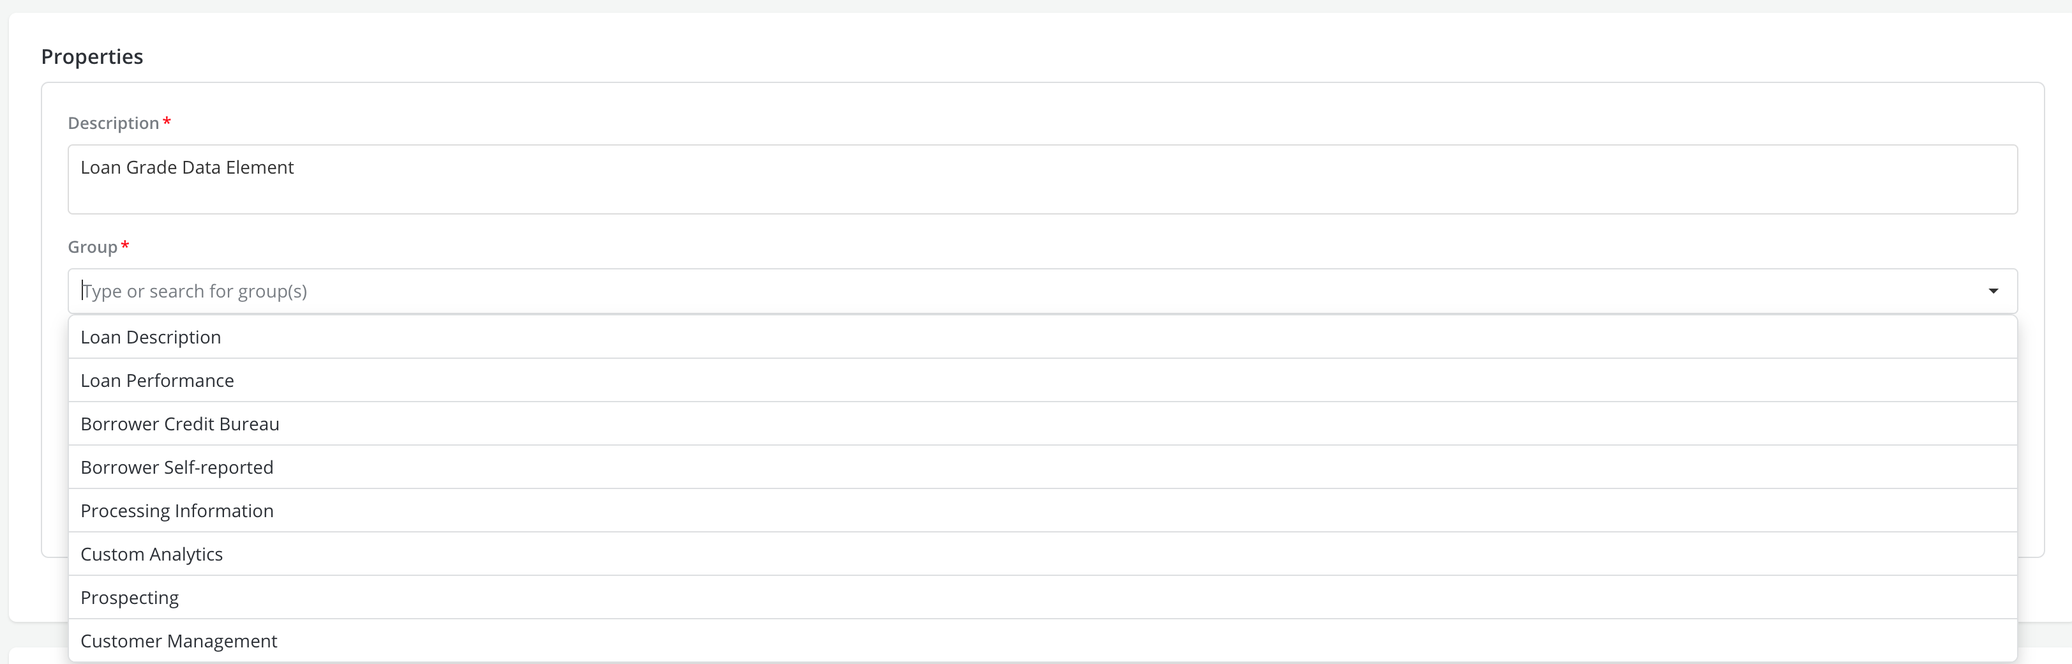 Properties
Description *
Loan Grade Data Element
Group *
Type or search for group(s)
Loan Description
Loan Performance
Borrower Credit Bureau
Borrower Self-reported
Processing Information
Custom Analytics
Prospecting
Customer Management